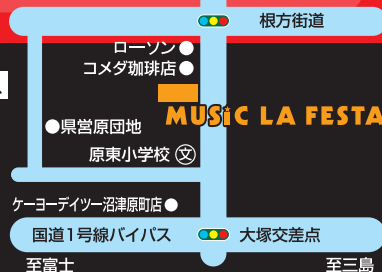 根方街道
ローソン
コメダ珈琲店
MUSiC LA FESTA
県営原団地
原東小学校 文
ケーヨーデイツー沼津原町店
国道1号線バイパス 大塚交差点
至富士 至三島